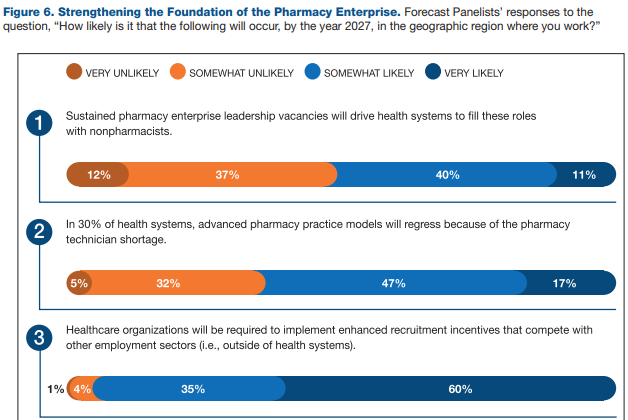 Figure 6. Strengthening the Foundation of the Pharmacy Enterprise. Forecast Panelists' responses to the
question, “How likely is it that the following will occur, by the year 2027, in the geographic region where you work?”
VERY UNLIKELY SOMEWHAT UNLIKELY SOMEWHAT LIKELY VERY LIKELY
1
Sustained pharmacy enterprise leadership vacancies will drive health systems to fill these roles
with nonpharmacists.
12% 37% 40% 11%
2
In 30% of health systems, advanced pharmacy practice models will regress because of the pharmacy
technician shortage.
5% 32% 47% 17%
3
Healthcare organizations will be required to implement enhanced recruitment incentives that compete with
other employment sectors (i.e., outside of health systems).
1% 4% 35% 60%